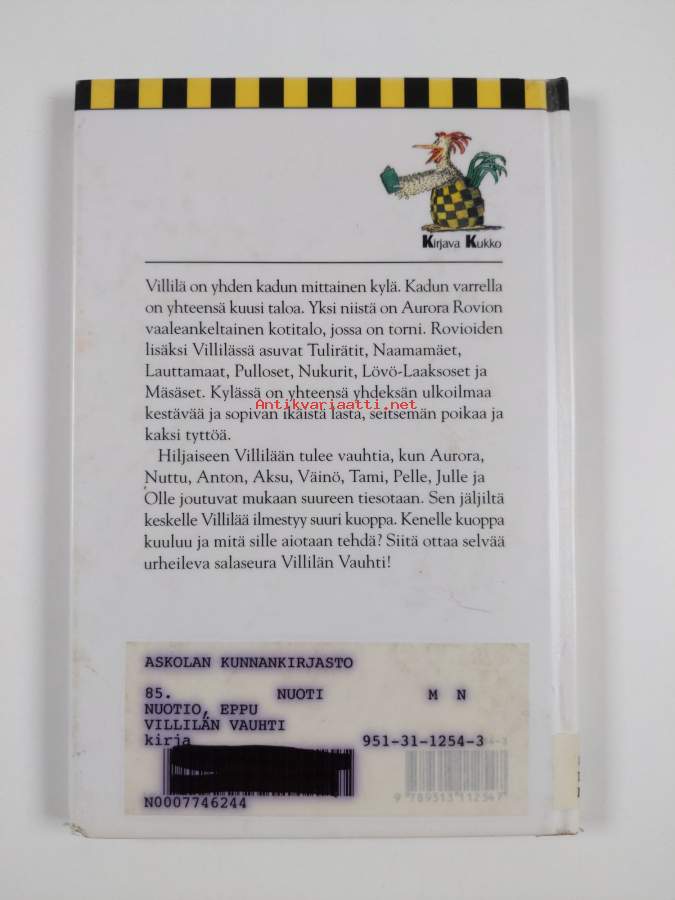 Kirjava Kukko
Villilä on yhden kadun mittainen kylä. Kadun varrella
on yhteensä kuusi taloa. Yksi niistä on Aurora Rovion
vaaleankeltainen kotitalo, jossa on torni. Rovioiden
lisäksi Villilässä asuvat Tulirätit, Naamamäet,
Lauttamaat, Pulloset, Nukurit, Lövö-Laaksoset ja
Mäsäset. Kylässä on yhteensä yhdeksän ulkoilmaa
Antikvariaatti.net
kestävää ja sopivan ikäistä lasta, seitsemän poikaa ja
kaksi tyttöä.
Hiljaiseen Villilään tulee vauhtia, kun Aurora,
Nuttu, Anton, Aksu, Väinö, Tami, Pelle, Julle ja
Olle joutuvat mukaan suureen tiesotaan. Sen jäljiltä
keskelle Villilää ilmestyy suuri kuoppa. Kenelle kuoppa
kuuluu ja mitä sille aiotaan tehdä? Siitä ottaa selvää
urheileva salaseura Villilän Vauhti!
ASKOLAN KUNNANKIRJASTO
85. NUOTI M N
NUOTIO, EPPU
VILLILÄN VAUHTI
kirja 951-31-1254-3
N0007746244
9 789513 112547